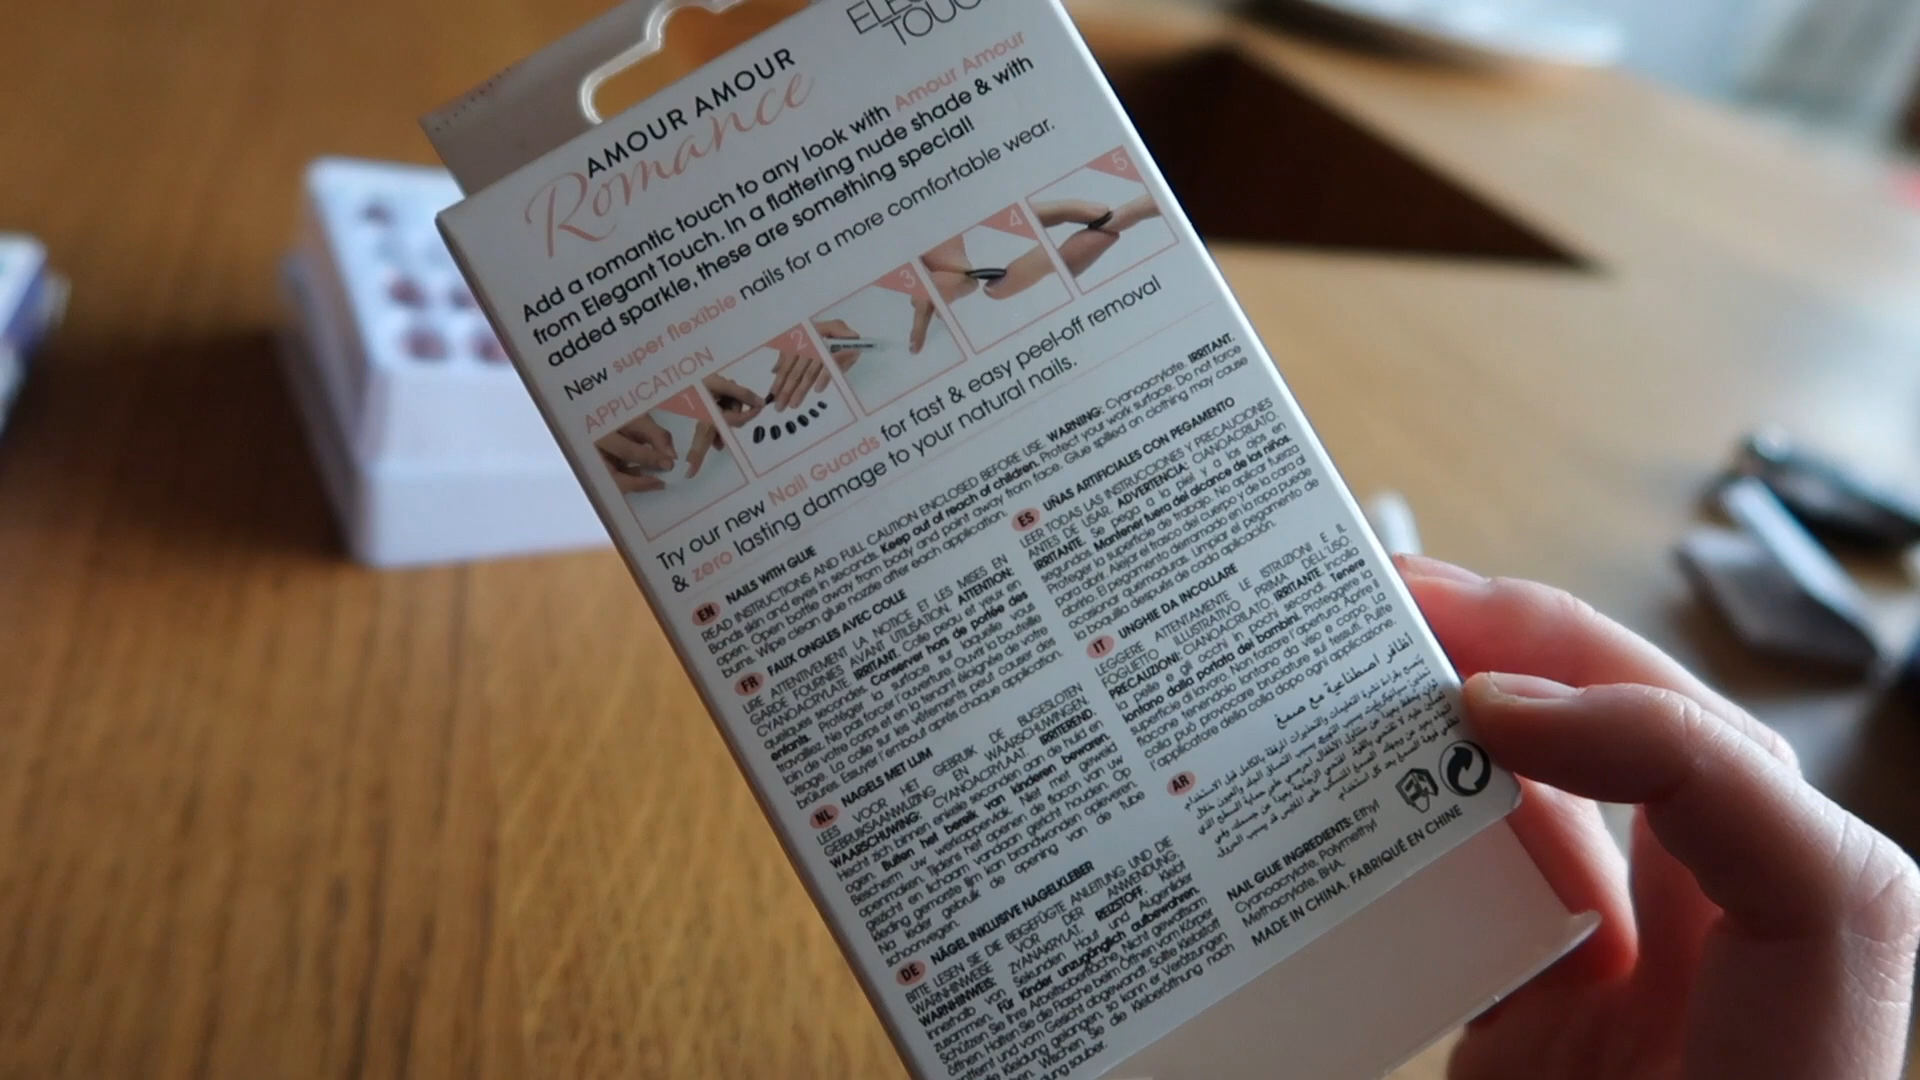 ELE
TOUC
AMOUR AMOUR
Romance
Add a romantic touch to any look with Amour Amour
from Elegant Touch. In a flattering nude shade & with
added sparkle, these are something special!
New super flexible nails for a more comfortable wear.
APPLICATION
1
2
3
4
5
Try our new Nail Guards for fast & easy peel-off removal
& zero lasting damage to your natural nails.
EN NAILS WITH GLUE
READ INSTRUCTIONS AND FULL CAUTION ENCLOSED BEFORE USE. WARNING: Cyanoacrylate. IRRITANT.
Bonds skin and eyes in seconds. Keep out of reach of children. Protect your work surface. Do not force
open. Open bottle away from body and point away from face. Glue spilled on clothing may cause
burns. Wipe clean glue nozzle after each application.
FR FAUX ONGLES AVEC COLLE
LIRE ATTENTIVEMENT LA NOTICE ET LES MISES EN
GARDE FOURNIES AVANT UTILISATION. ATTENTION:
CYANOACRYLATE. IRRITANT. Colle peau et yeux en
quelques secondes. Conserver hors de portée des
enfants. Protéger la surface sur laquelle vous
travaillez. Ne pas forcer l'ouverture. Ouvrir la bouteille
loin de votre corps et en la tenant éloignée de votre
visage. La colle sur les vêtements peut causer des
brûlures. Essuyer l'embout après chaque application.
NL NAGELS MET LIJM
LEES VOOR HET GEBRUIK DE BIJGESLOTEN
GEBRUIKSAANWIJZING EN WAARSCHUWINGEN.
WAARSCHUWING: CYANOACRYLAAT. IRRITEREND
Hecht zich binnen enkele seconden aan de huid en
ogen. Buiten het bereik van kinderen bewaren.
Bescherm uw werkoppervlak. Niet met geweld
openmaken. Tijdens het openen de flacon van uw
gezicht en lichaam vandaan gericht houden. Op
kleding gemorste lijm kan brandwonden opleveren.
Na ieder gebruik de opening van de tube
schoonvegen.
DE NÄGEL INKLUSIVE NAGELKLEBER
BITTE LESEN SIE DIE BEIGEFÜGTE ANLEITUNG UND DIE
WARNHINWEISE VOR DER ANWENDUNG.
WARNHINWEIS: ZYANAKRYLAT. REIZSTOFF. Klebt
innerhalb von Sekunden Haut und Augenlider
zusammen. Für Kinder unzugänglich aufbewahren.
Schützen Sie Ihre Arbeitsoberfläche. Nicht gewaltsam
öffnen. Halten Sie die Flasche beim Öffnen vom Körper
entfernt und vom Gesicht abgewandt. Sollte Klebstoff
Kleidung gelangen, so kann er Verätzungen
Wischen Sie die Kleberöffnung nach
sauber.
ES UÑAS ARTIFICIALES CON PEGAMENTO
LEER TODAS LAS INSTRUCCIONES Y PRECAUCIONES
ANTES DE USAR. ADVERTENCIA: CIANOACRILATO.
IRRITANTE. Se pega a la piel y a los ojos en
segundos. Mantener fuera del alcance de los niños.
Proteger la superficie de trabajo. No aplicar fuerza
para abrir. Alejar el frasco del cuerpo y de la cara al
abrirlo. El pegamento derramado en la ropa puede
ocasionar quemaduras. Limpiar el pegamento de
la boquilla después de cada aplicación.
IT UNGHIE DA INCOLLARE
LEGGERE ATTENTAMENTE LE ISTRUZIONI E IL
FOGLIETTO ILLUSTRATIVO PRIMA DELL'USO.
PRECAUZIONE: CIANOACRILATO. IRRITANTE. Incolla
la pelle e gli occhi in pochi secondi. Tenere
lontano dalla portata dei bambini. Proteggere la
superficie di lavoro. Non forzare l'apertura. Aprire il
flacone tenendolo lontano da viso e corpo. La
colla può provocare bruciature sui tessuti. Pulire
l'applicatore della colla dopo ogni applicazione.
AR أظافر اصطناعية مع صمغ
NAIL GLUE INGREDIENTS: Ethyl
Cyanoacrylate, Polymethyl
Methacrylate, BHA.
MADE IN CHINA. FABRIQUÉ EN CHINE